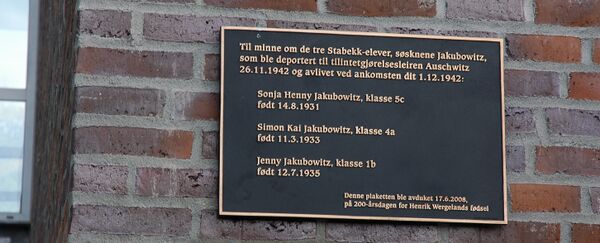 Til minne om de tre Stabekk-elever, søsknene Jakubowitz,
som ble deportert til tilintetgjørelsesleiren Auschwitz
26.11.1942 og avlivet ved ankomsten dit 1.12.1942:
Sonja Henny Jakubowitz, klasse 5c
født 14.8.1931
Simon Kai Jakubowitz, klasse 4a
født 11.3.1933
Jenny Jakubowitz, klasse 1b
født 12.7.1935
Denne plaketten ble avduket 17.6.2008,
på 200-årsdagen for Henrik Wergelands fødsel